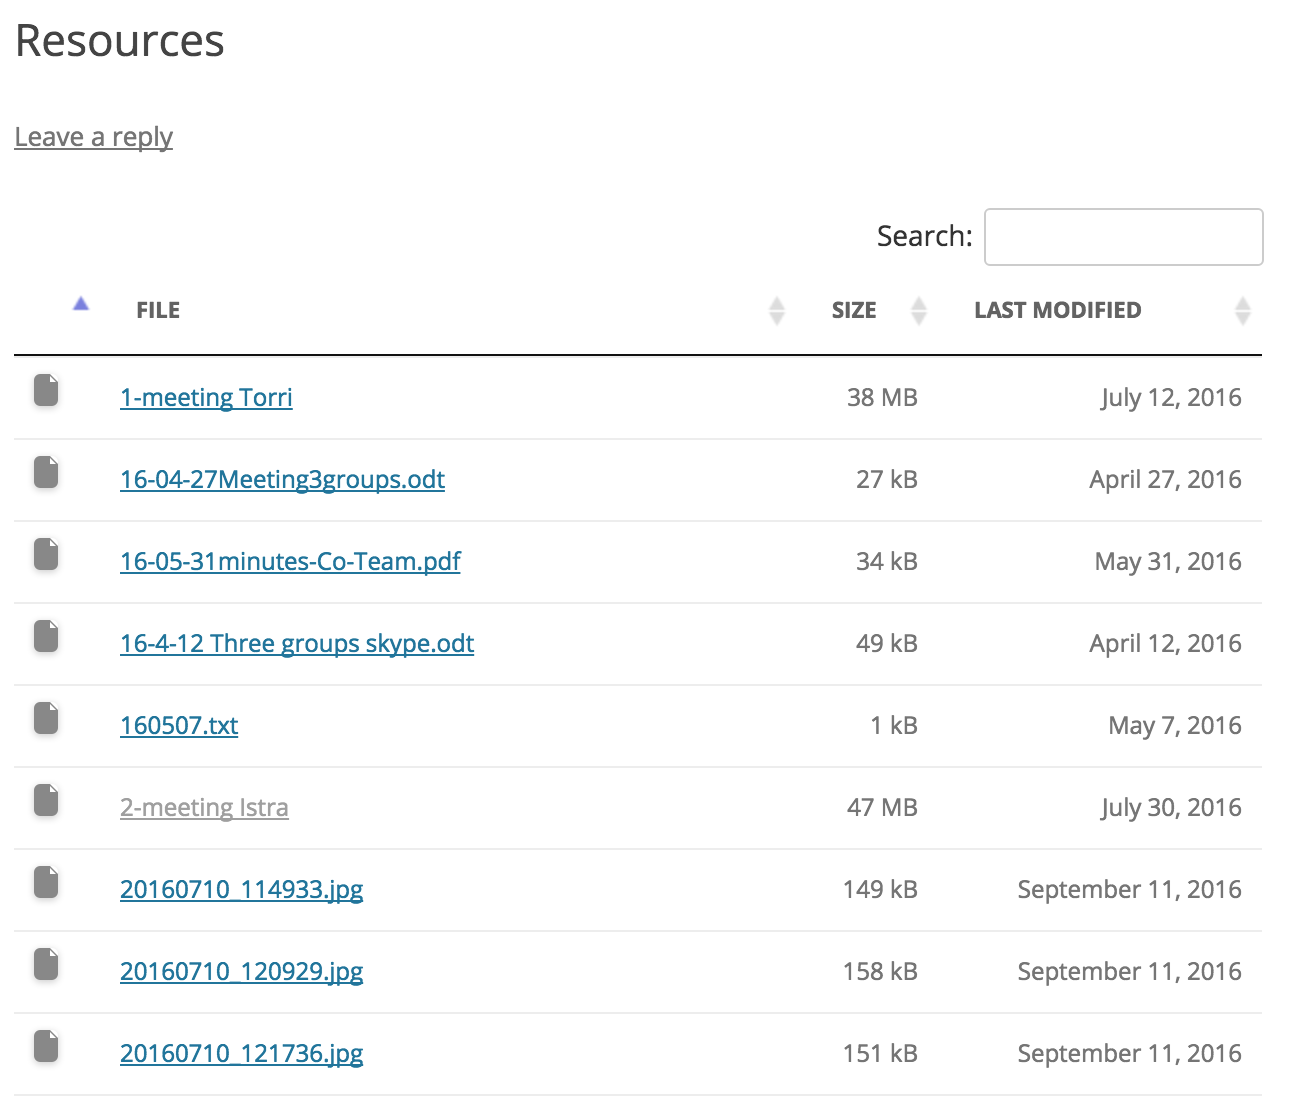 Resources
Leave a reply
Search:
FILE SIZE LAST MODIFIED
1-meeting Torri 38 MB July 12, 2016
16-04-27Meeting3groups.odt 27 kB April 27, 2016
16-05-31minutes-Co-Team.pdf 34 kB May 31, 2016
16-4-12 Three groups skype.odt 49 kB April 12, 2016
160507.txt 1 kB May 7, 2016
2-meeting Istra 47 MB July 30, 2016
20160710_114933.jpg 149 kB September 11, 2016
20160710_120929.jpg 158 kB September 11, 2016
20160710_121736.jpg 151 kB September 11, 2016